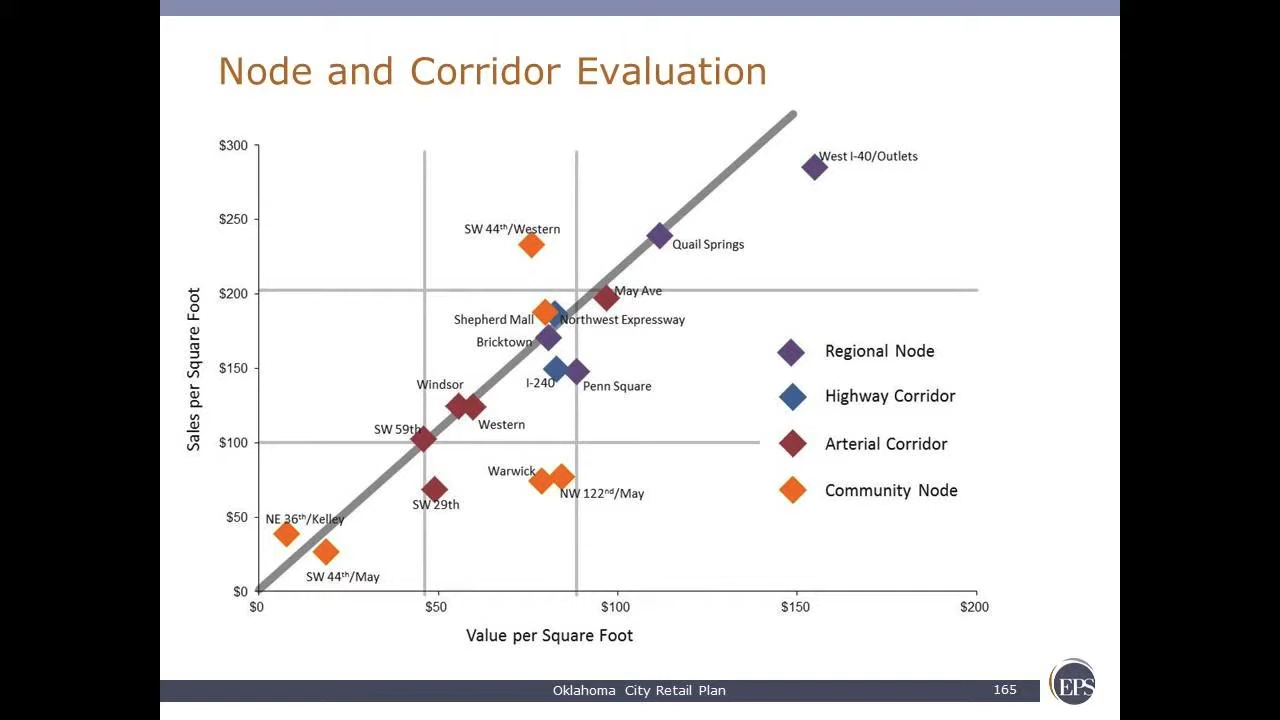 Node and Corridor Evaluation
$300
West I-40/Outlets
$250
SW 44th/Western
Quail Springs
$200
May Ave
Shepherd Mall
Northwest Expressway
Bricktown
Sales per Square Foot
Regional Node
$150
I-240
Penn Square
Windsor
Highway Corridor
Western
SW 59th
$100
Arterial Corridor
Warwick
NW 122nd/May
Community Node
SW 29th
$50
NE 36th/Kelley
SW 44th/May
$0
$0
$50
$100
$150
$200
Value per Square Foot
Oklahoma City Retail Plan
165
EPS